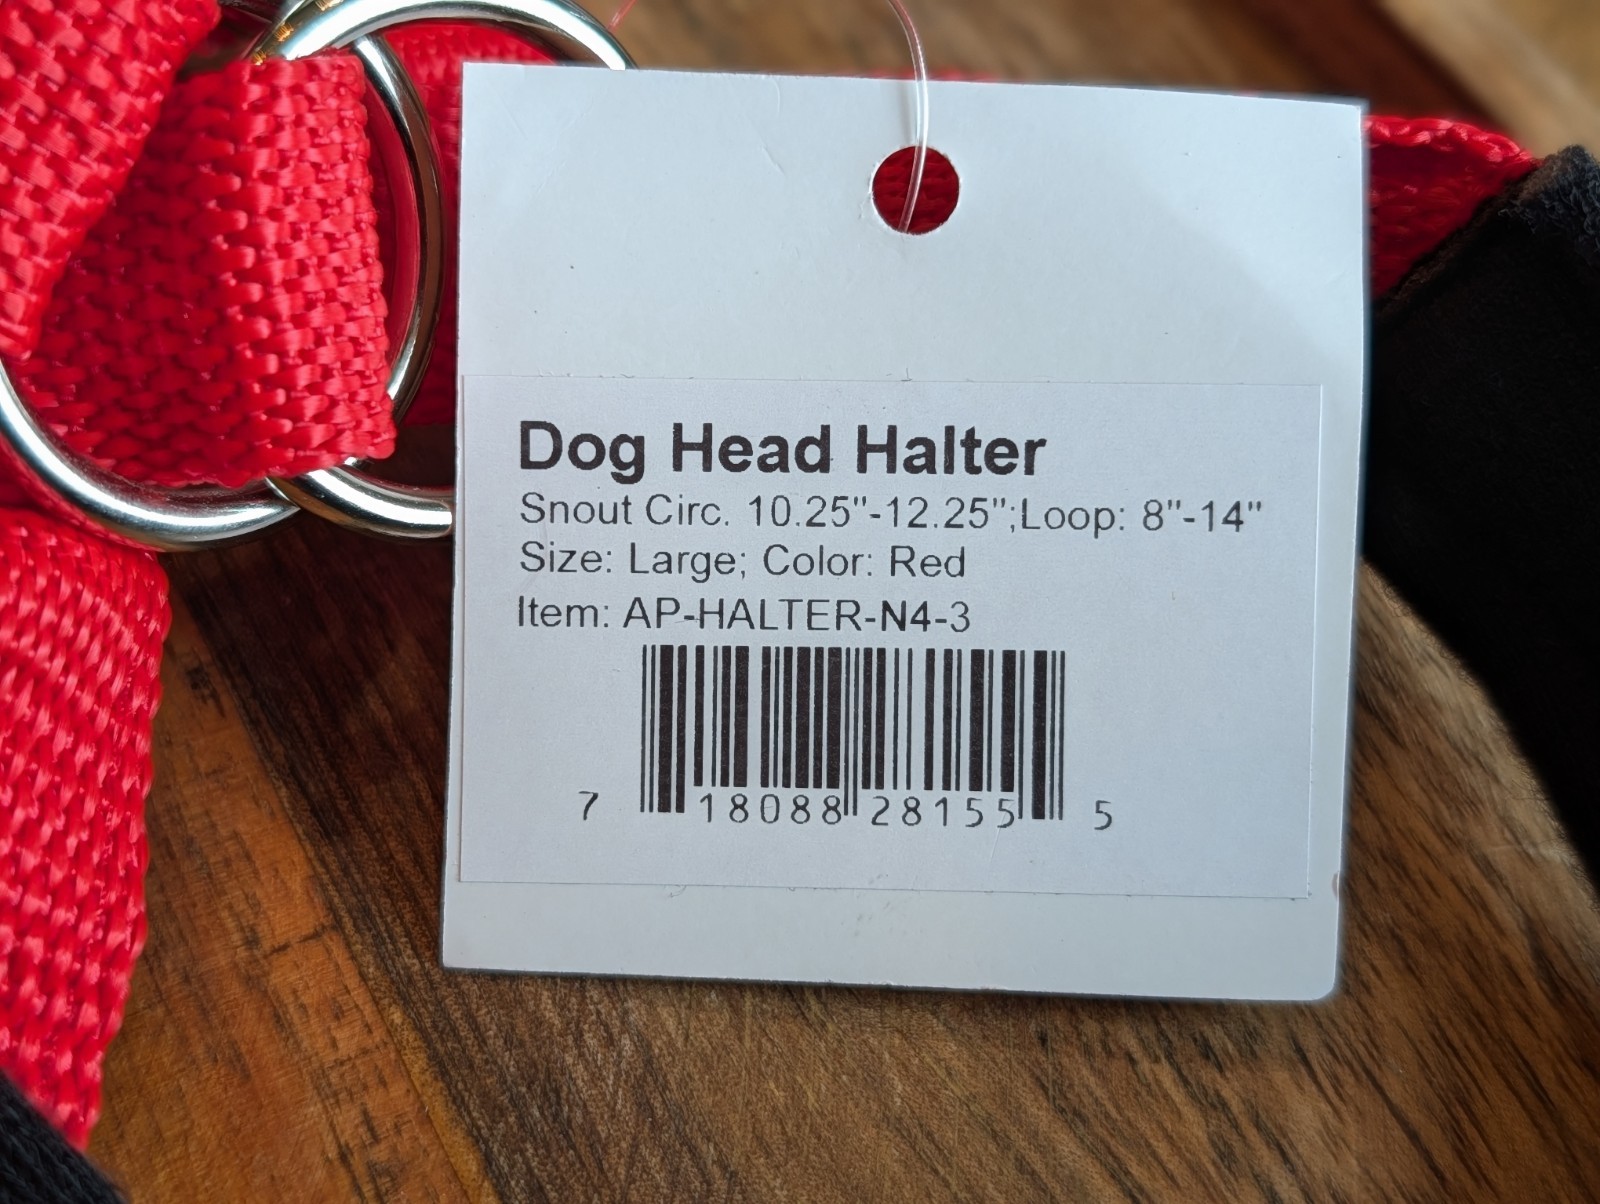 Dog Head Halter
Snout Circ. 10.25"-12.25";Loop: 8"-14"
Size: Large; Color: Red
Item: AP-HALTER-N4-3
7 18088 28155 5